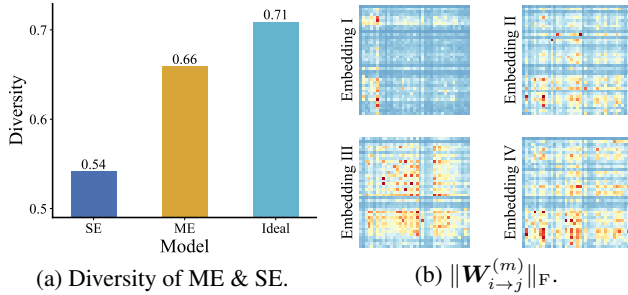 Diversity
0.7
0.6
0.5
0.54
0.66
0.71
SE
ME
Ideal
Model
(a) Diversity of ME & SE.
Embedding I
Embedding II
Embedding III
Embedding IV
(b) ‖W_{i→j}^{(m)}‖_F.